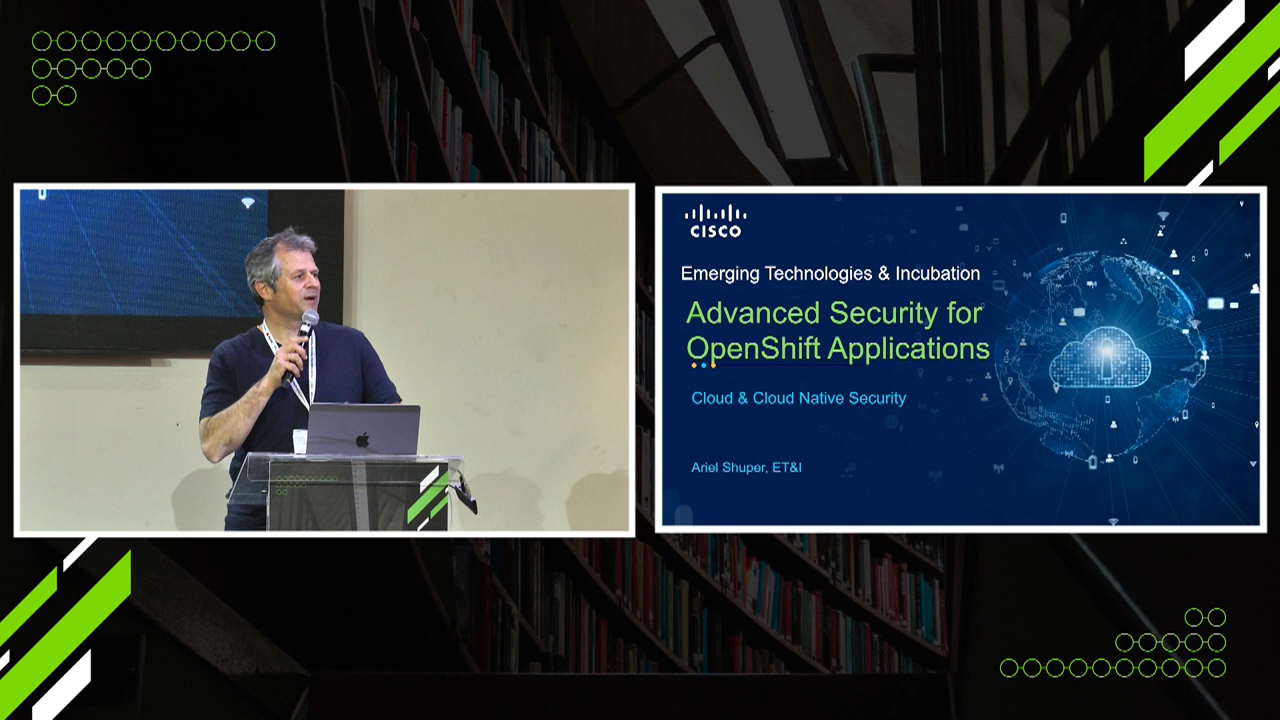 CISCO
Emerging Technologies & Incubation
Advanced Security for
OpenShift Applications
Cloud & Cloud Native Security
Ariel Shuper, ET&I